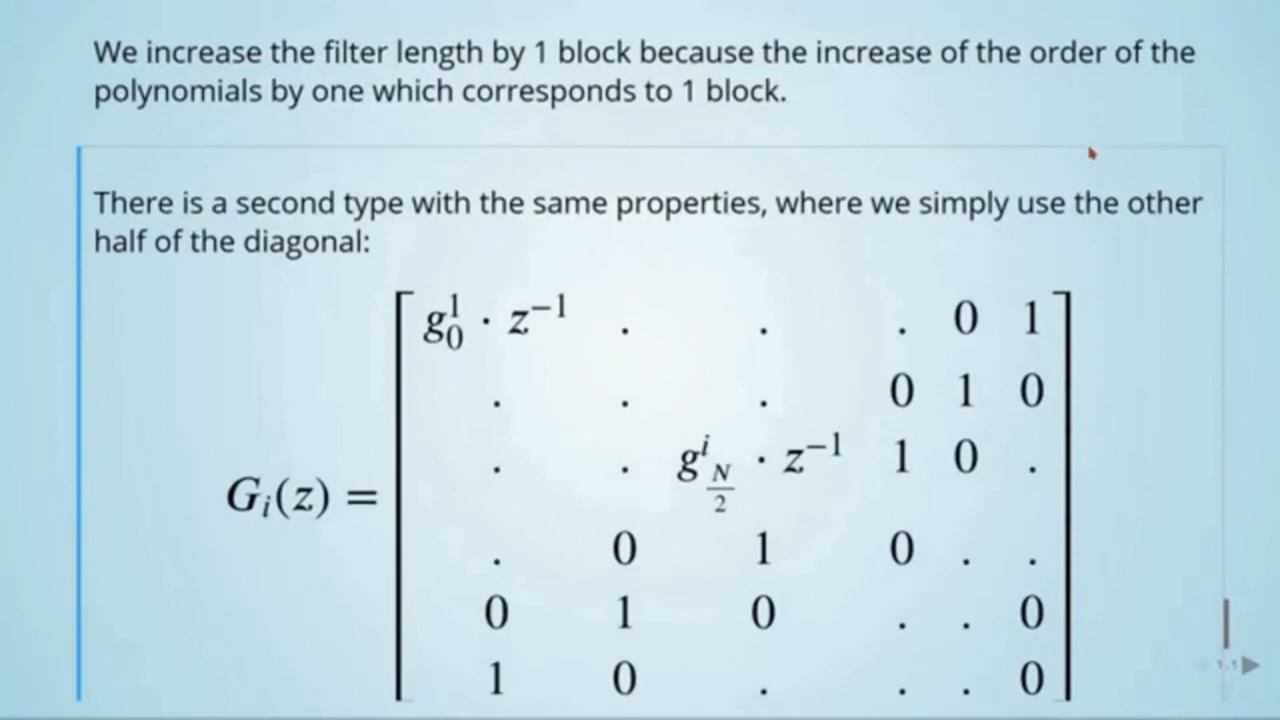 We increase the filter length by 1 block because the increase of the order of the
polynomials by one which corresponds to 1 block.
There is a second type with the same properties, where we simply use the other
half of the diagonal:
G_i(z) =
g_0^1 · z^{-1} . . . 0 1
. . . 0 1 0
. . g^i_{N/2} · z^{-1} 1 0 .
. 0 1 0 . .
0 1 0 . . 0
1 0 . . . 0